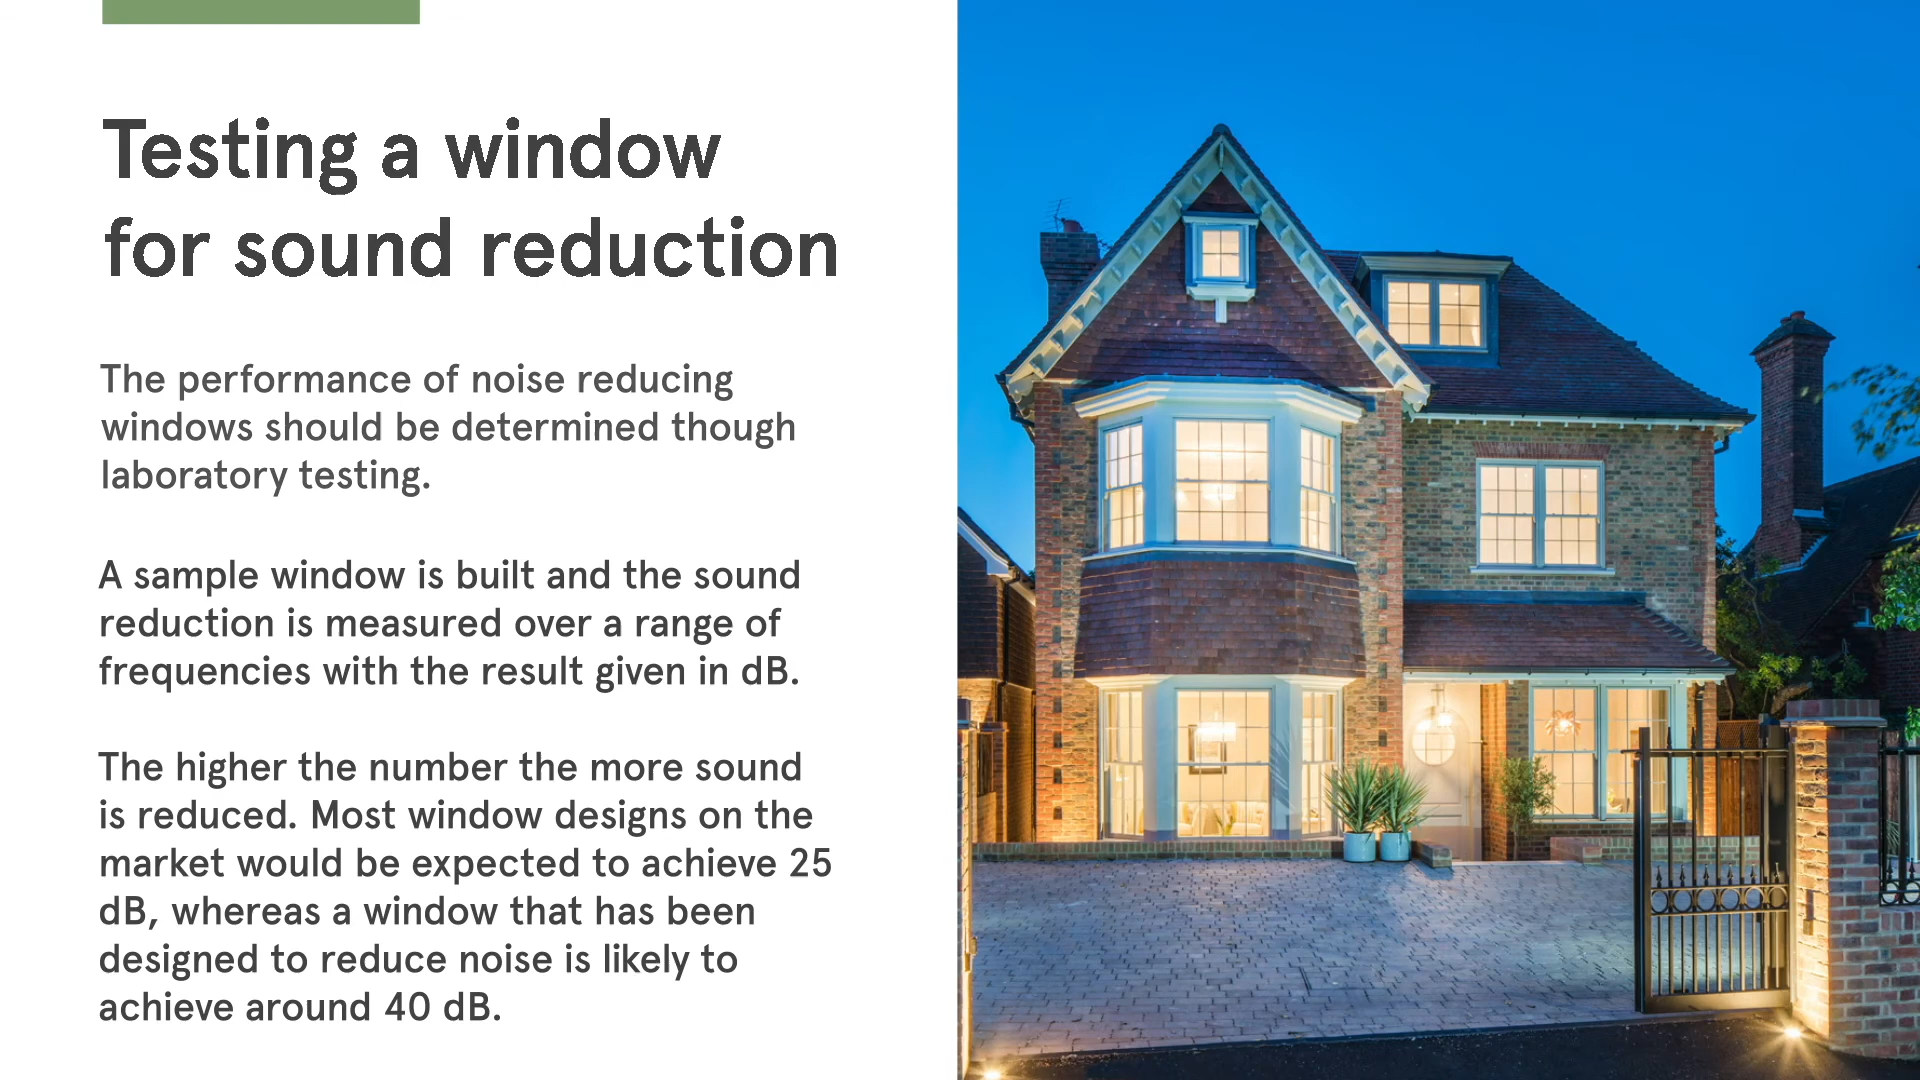 Testing a window
for sound reduction
The performance of noise reducing
windows should be determined though
laboratory testing.
A sample window is built and the sound
reduction is measured over a range of
frequencies with the result given in dB.
The higher the number the more sound
is reduced. Most window designs on the
market would be expected to achieve 25
dB, whereas a window that has been
designed to reduce noise is likely to
achieve around 40 dB.